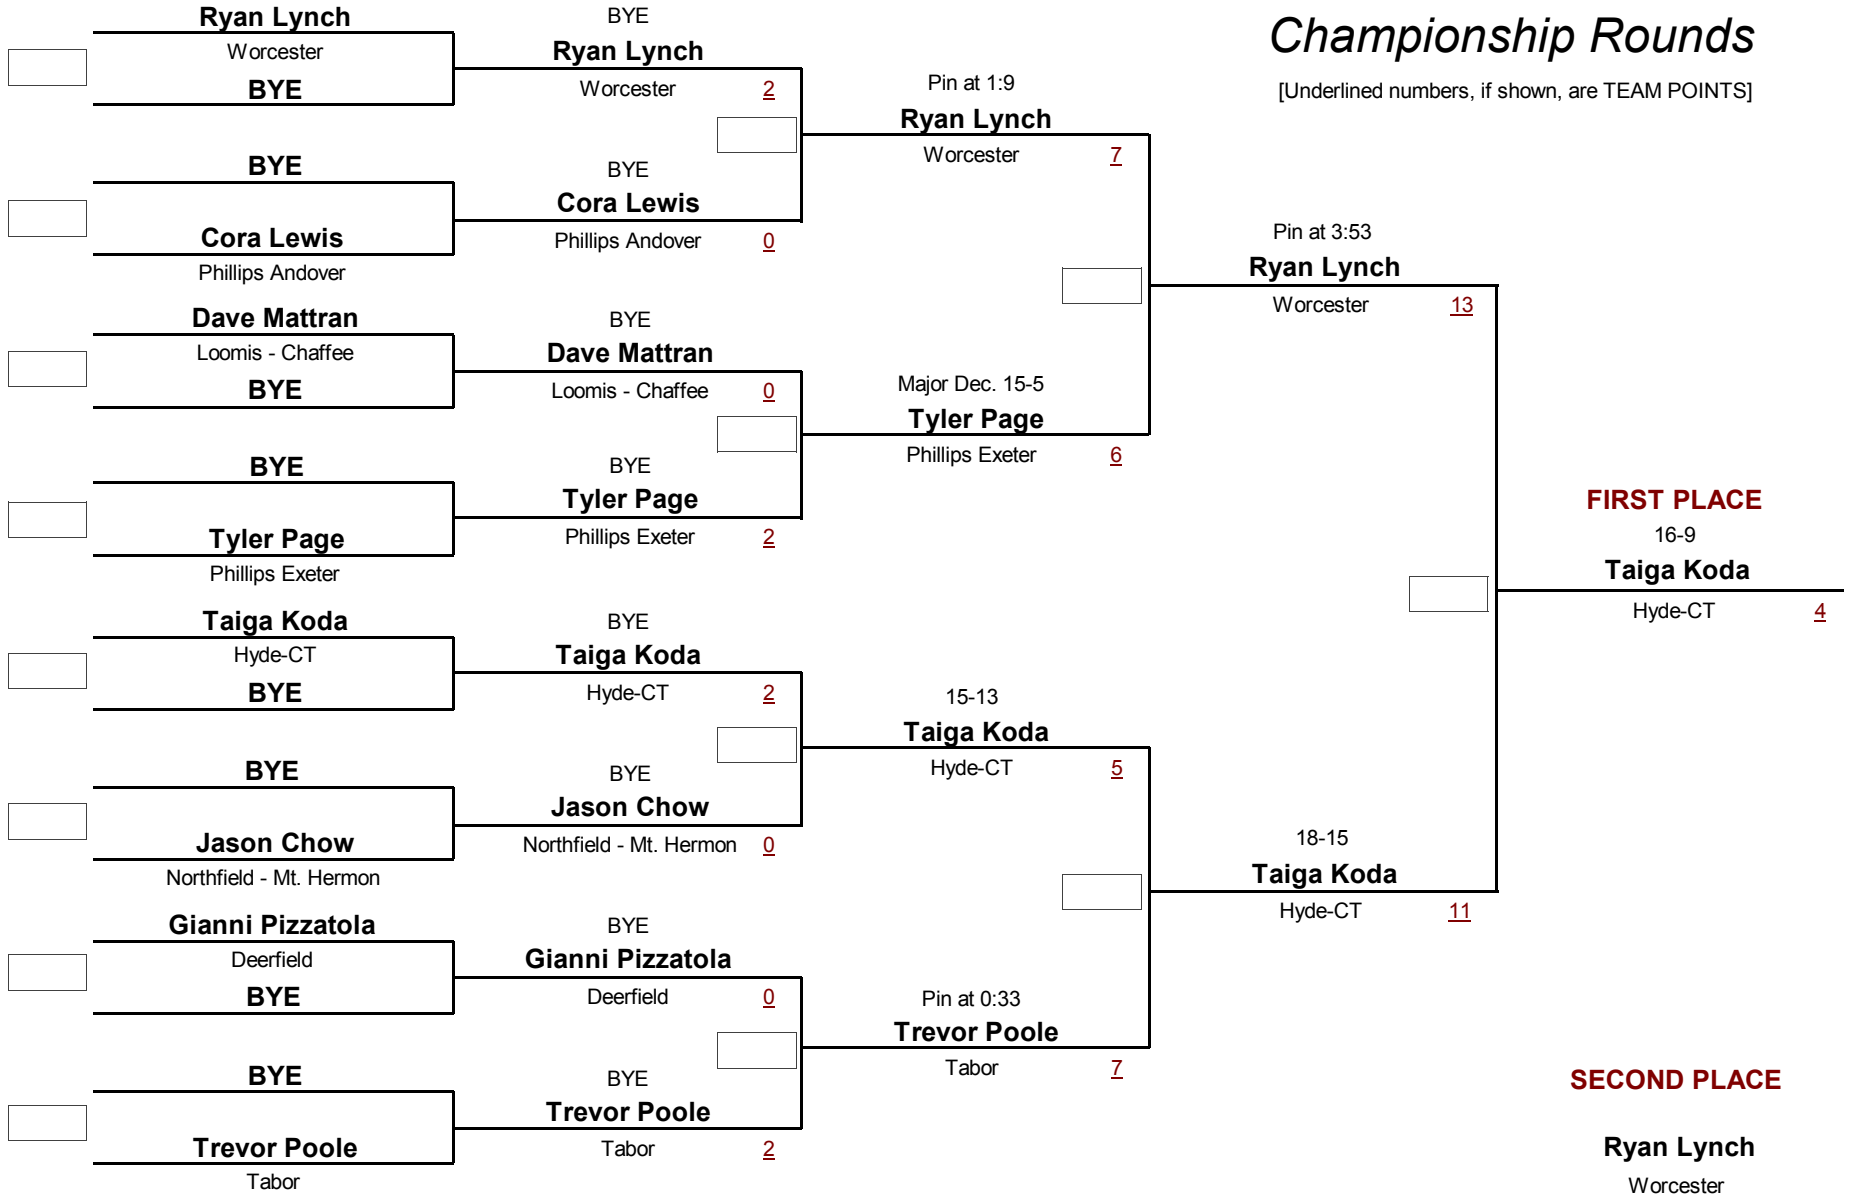 Championship Rounds
[Underlined numbers, if shown, are TEAM POINTS]
Ryan Lynch
Worcester
BYE
BYE
Cora Lewis
Phillips Andover
Dave Mattran
Loomis - Chaffee
BYE
BYE
Tyler Page
Phillips Exeter
Taiga Koda
Hyde-CT
BYE
BYE
Jason Chow
Northfield - Mt. Hermon
Gianni Pizzatola
Deerfield
BYE
BYE
Trevor Poole
Tabor
BYE
Ryan Lynch
Worcester 2
BYE
Cora Lewis
Phillips Andover 0
BYE
Dave Mattran
Loomis - Chaffee 0
BYE
Tyler Page
Phillips Exeter 2
BYE
Taiga Koda
Hyde-CT 2
BYE
Jason Chow
Northfield - Mt. Hermon 0
BYE
Gianni Pizzatola
Deerfield 0
BYE
Trevor Poole
Tabor 2
Pin at 1:9
Ryan Lynch
Worcester 7
Major Dec. 15-5
Tyler Page
Phillips Exeter 6
15-13
Taiga Koda
Hyde-CT 5
Pin at 0:33
Trevor Poole
Tabor 7
Pin at 3:53
Ryan Lynch
Worcester 13
18-15
Taiga Koda
Hyde-CT 11
FIRST PLACE
16-9
Taiga Koda
Hyde-CT 4
SECOND PLACE
Ryan Lynch
Worcester